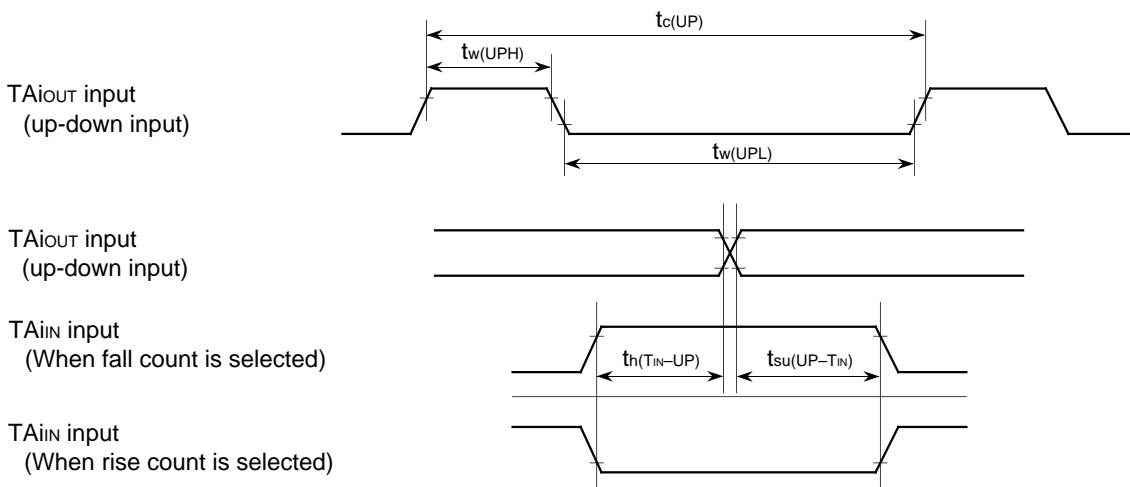 tc(UP)
tw(UPH)
TAiOUT input
(up-down input)
tw(UPL)
TAiOUT input
(up-down input)
TAiIN input
(When fall count is selected)
th(TIN–UP)
tsu(UP–TIN)
TAiIN input
(When rise count is selected)